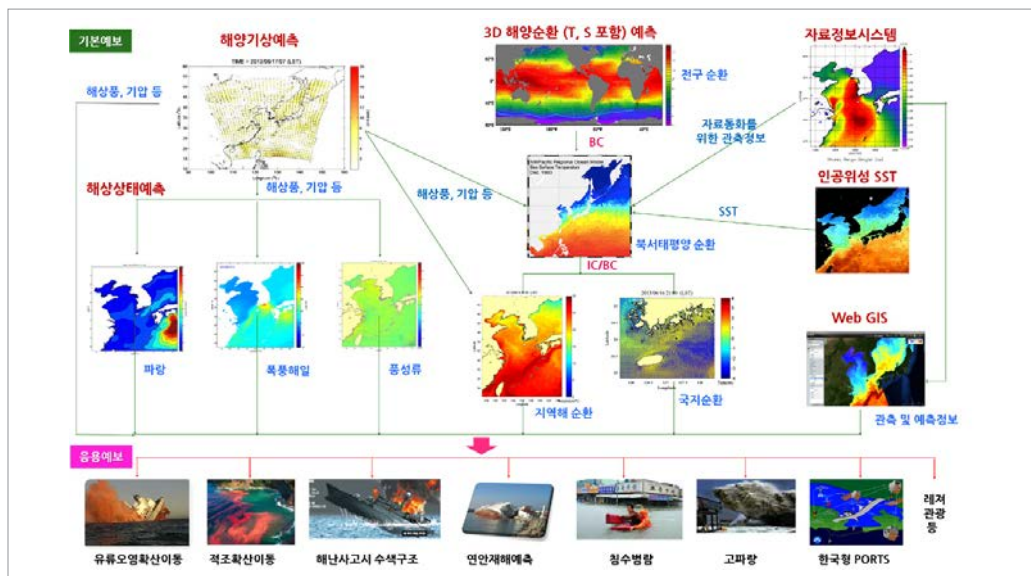 기본예보
해양기상예측
3D 해양순환 (T, S 포함) 예측
자료정보시스템
해상풍, 기압 등
전구 순환
BC
자료동화를
위한 관측정보
해상상태예측
해상풍, 기압 등
해상풍, 기압 등
인공위성 SST
SST
북서태평양 순환
IC/BC
Web GIS
파랑
폭풍해일
풍성류
지역해 순환
국지순환
관측 및 예측정보
응용예보
유류오염확산이동
적조확산이동
해난사고시 수색구조
연안재해예측
침수범람
고파랑
한국형 PORTS
레져
관광
등